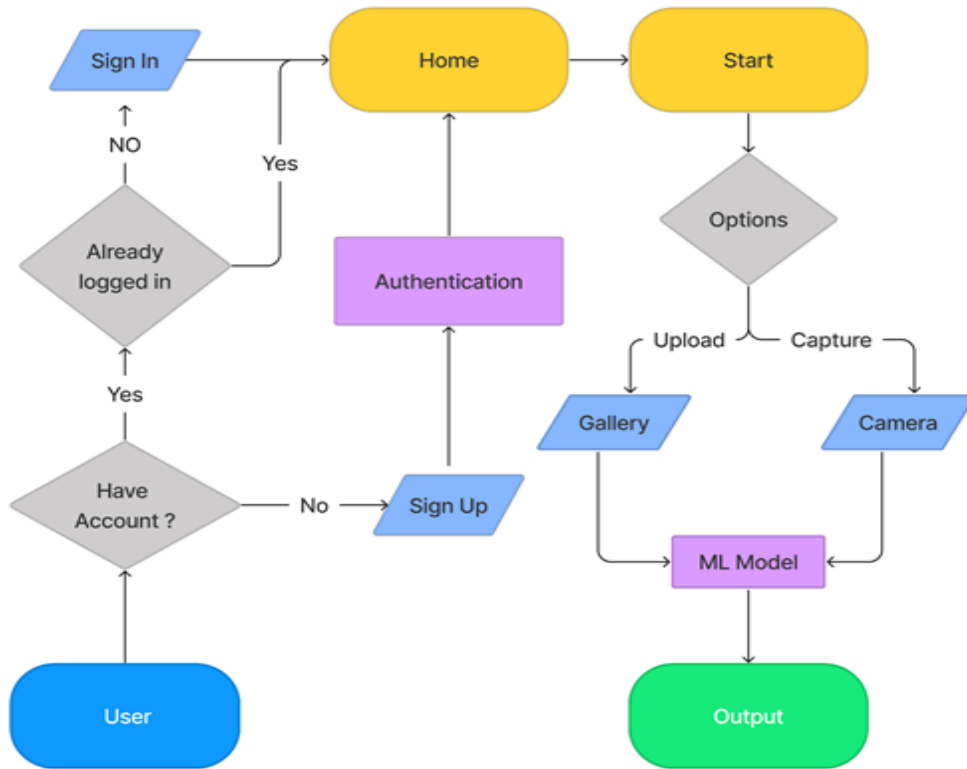 Sign In
Home
Start
NO
Yes
Options
Already
logged in
Authentication
Upload
Capture
Yes
Gallery
Camera
Have
Account ?
No
Sign Up
ML Model
User
Output